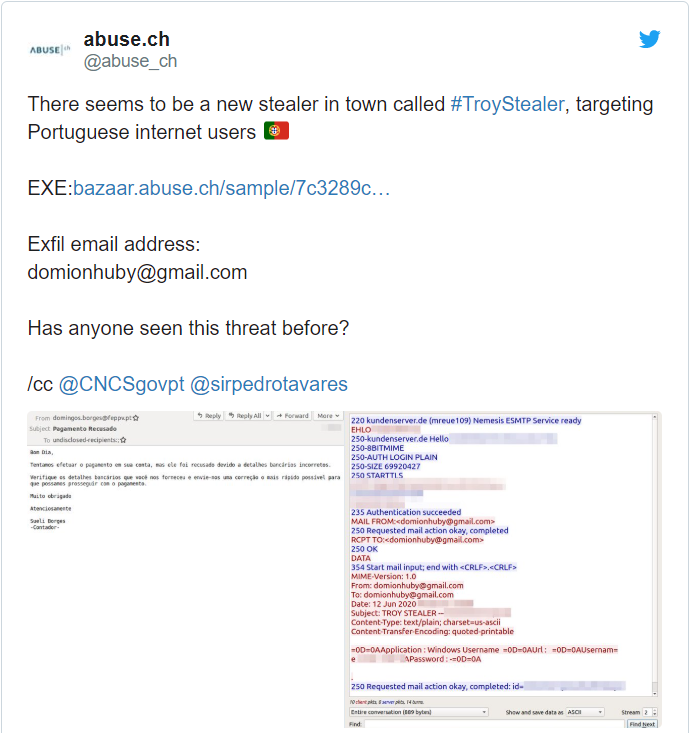 abuse.ch
ABUSE|ch
@abuse_ch
There seems to be a new stealer in town called #TroyStealer, targeting
Portuguese internet users
EXE:bazaar.abuse.ch/sample/7c3289c…
Exfil email address:
domionhuby@gmail.com
Has anyone seen this threat before?
/cc @CNCSgovpt @sirpedrotavares
From domingos.borges@feppv.pt
Reply Reply All Forward More
Subject Pagamento Recusado
To undisclosed-recipients:;
Bom Dia,
Tentamos efetuar o pagamento em sua conta, mas ele foi recusado devido a detalhes bancários incorretos.
Verifique os detalhes bancários que você nos forneceu e envie-nos uma correção o mais rápido possível para
que possamos prosseguir com o pagamento.
Muito obrigado
Atenciosamente
Sueli Borges
-Contador-
220 kundenserver.de (mreue109) Nemesis ESMTP Service ready
EHLO
250-kundenserver.de Hello
250-8BITMIME
250-AUTH LOGIN PLAIN
250-SIZE 69920427
250 STARTTLS
235 Authentication succeeded
MAIL FROM:<domionhuby@gmail.com>
250 Requested mail action okay, completed
RCPT TO:<domionhuby@gmail.com>
250 OK
DATA
354 Start mail input; end with <CRLF>.<CRLF>
MIME-Version: 1.0
From: domionhuby@gmail.com
To: domionhuby@gmail.com
Date: 12 Jun 2020
Subject: TROY STEALER --
Content-Type: text/plain; charset=us-ascii
Content-Transfer-Encoding: quoted-printable
=0D=0AApplication : Windows Username =0D=0AUrl : =0D=0AUsernam=
e APassword : -=0D=0A
.
250 Requested mail action okay, completed: id=
10 client pkts, 8 server pkts, 14 turns.
Entire conversation (889 bytes) Show and save data as ASCII Stream 2
Find: Find Next